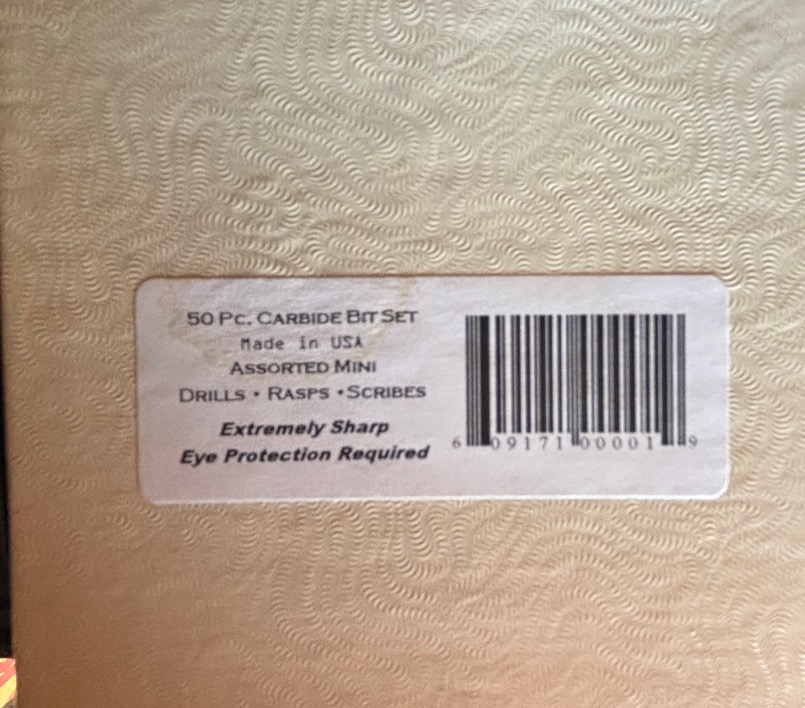 50 Pc. Carbide Bit Set
Made in USA
Assorted Mini
Drills • Rasps • Scribes
Extremely Sharp
Eye Protection Required
6 09171 00001 9